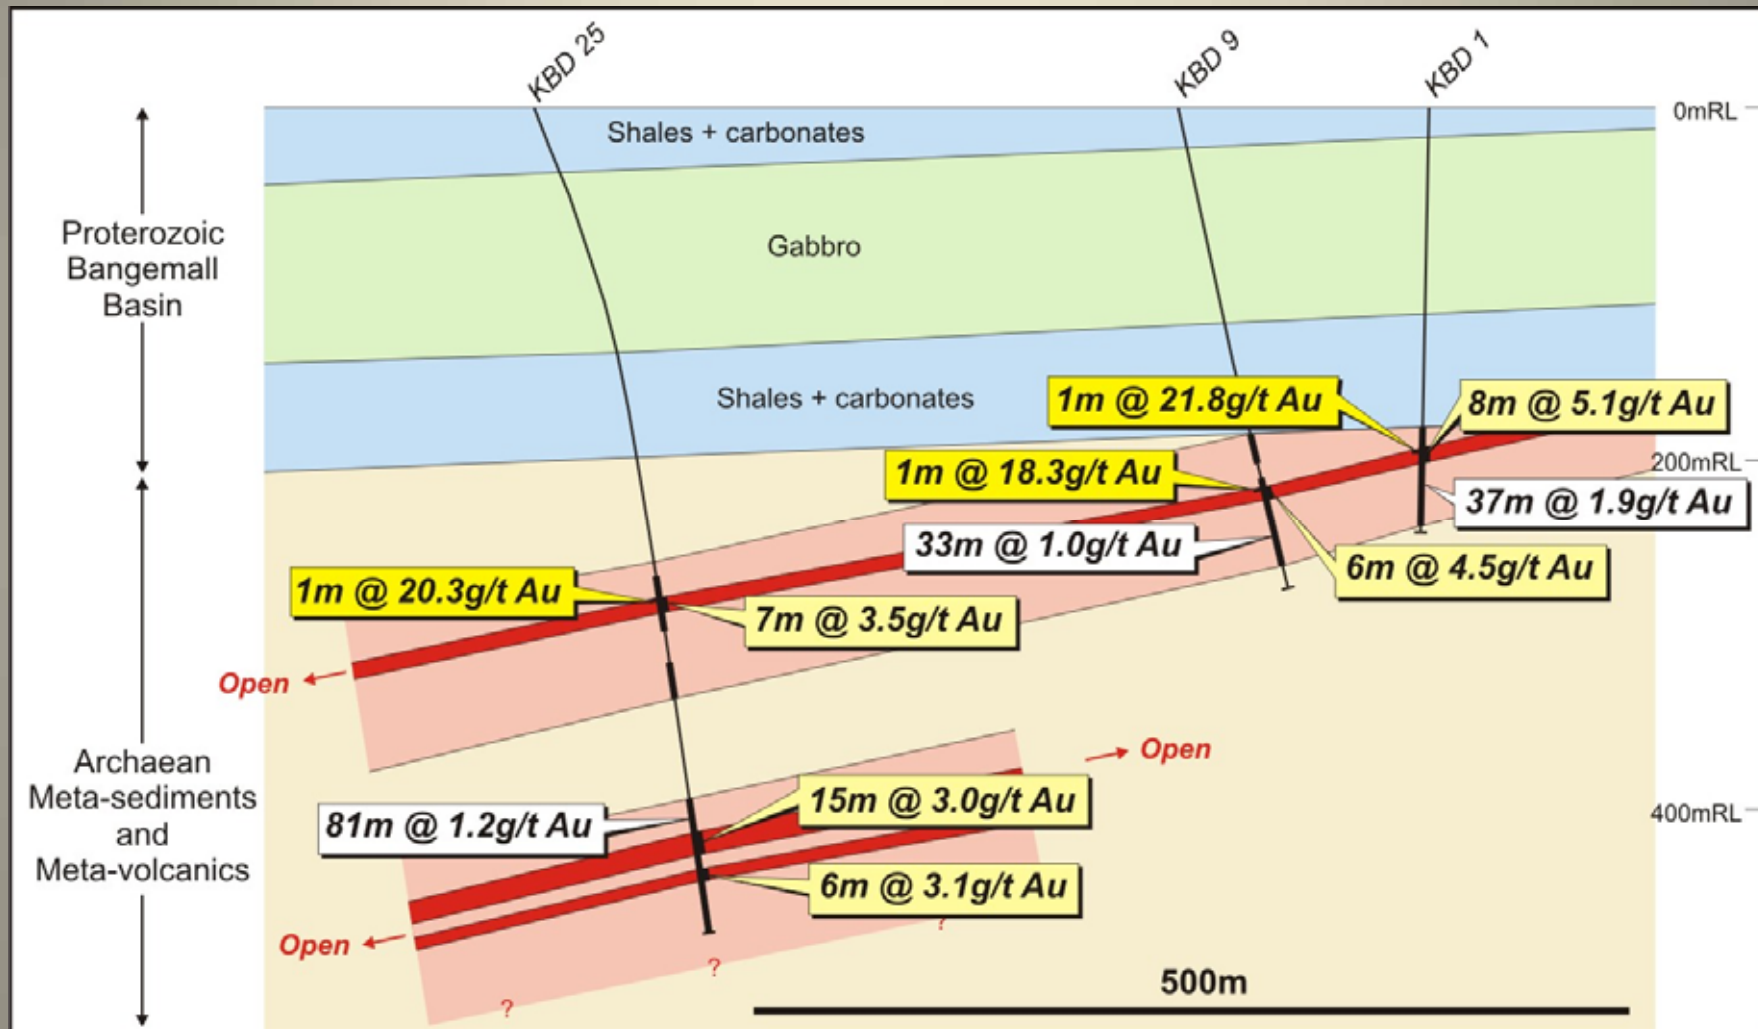 KBD 25
KBD 9
KBD 1
0mRL
Shales + carbonates
Proterozoic
Bangemall
Basin
Gabbro
Shales + carbonates
1m @ 21.8g/t Au
8m @ 5.1g/t Au
200mRL
1m @ 18.3g/t Au
37m @ 1.9g/t Au
33m @ 1.0g/t Au
6m @ 4.5g/t Au
1m @ 20.3g/t Au
7m @ 3.5g/t Au
Open
Open
Archaean
Meta-sediments
and
Meta-volcanics
15m @ 3.0g/t Au
400mRL
81m @ 1.2g/t Au
6m @ 3.1g/t Au
?
Open
?
500m
?